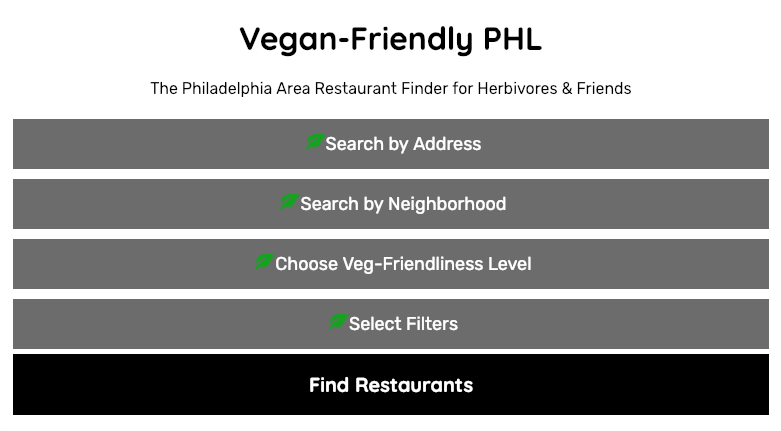 Vegan-Friendly PHL
The Philadelphia Area Restaurant Finder for Herbivores & Friends
Search by Address
Search by Neighborhood
Choose Veg-Friendliness Level
Select Filters
Find Restaurants